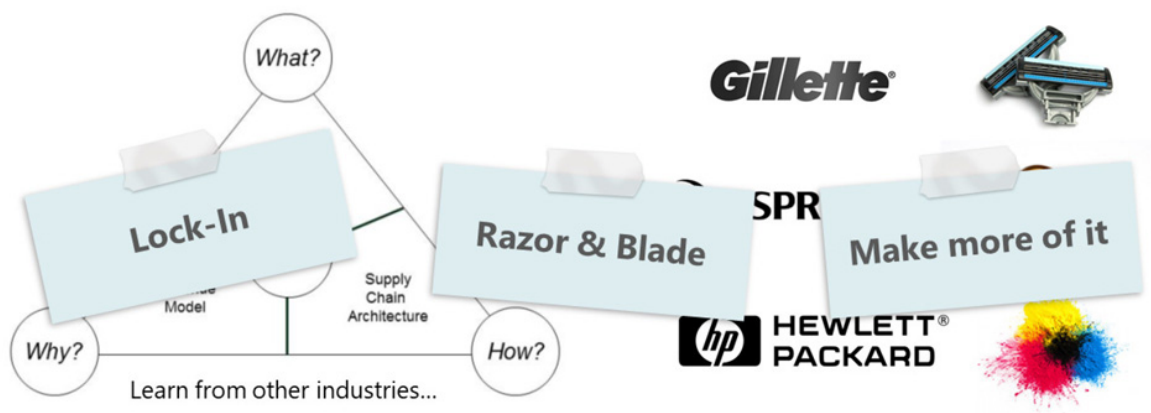 What?
Gillette®
Lock-In
Razor & Blade
SPR
Make more of it
Model
Supply
Chain
Architecture
Why?
How?
hp HEWLETT®
PACKARD
Learn from other industries...